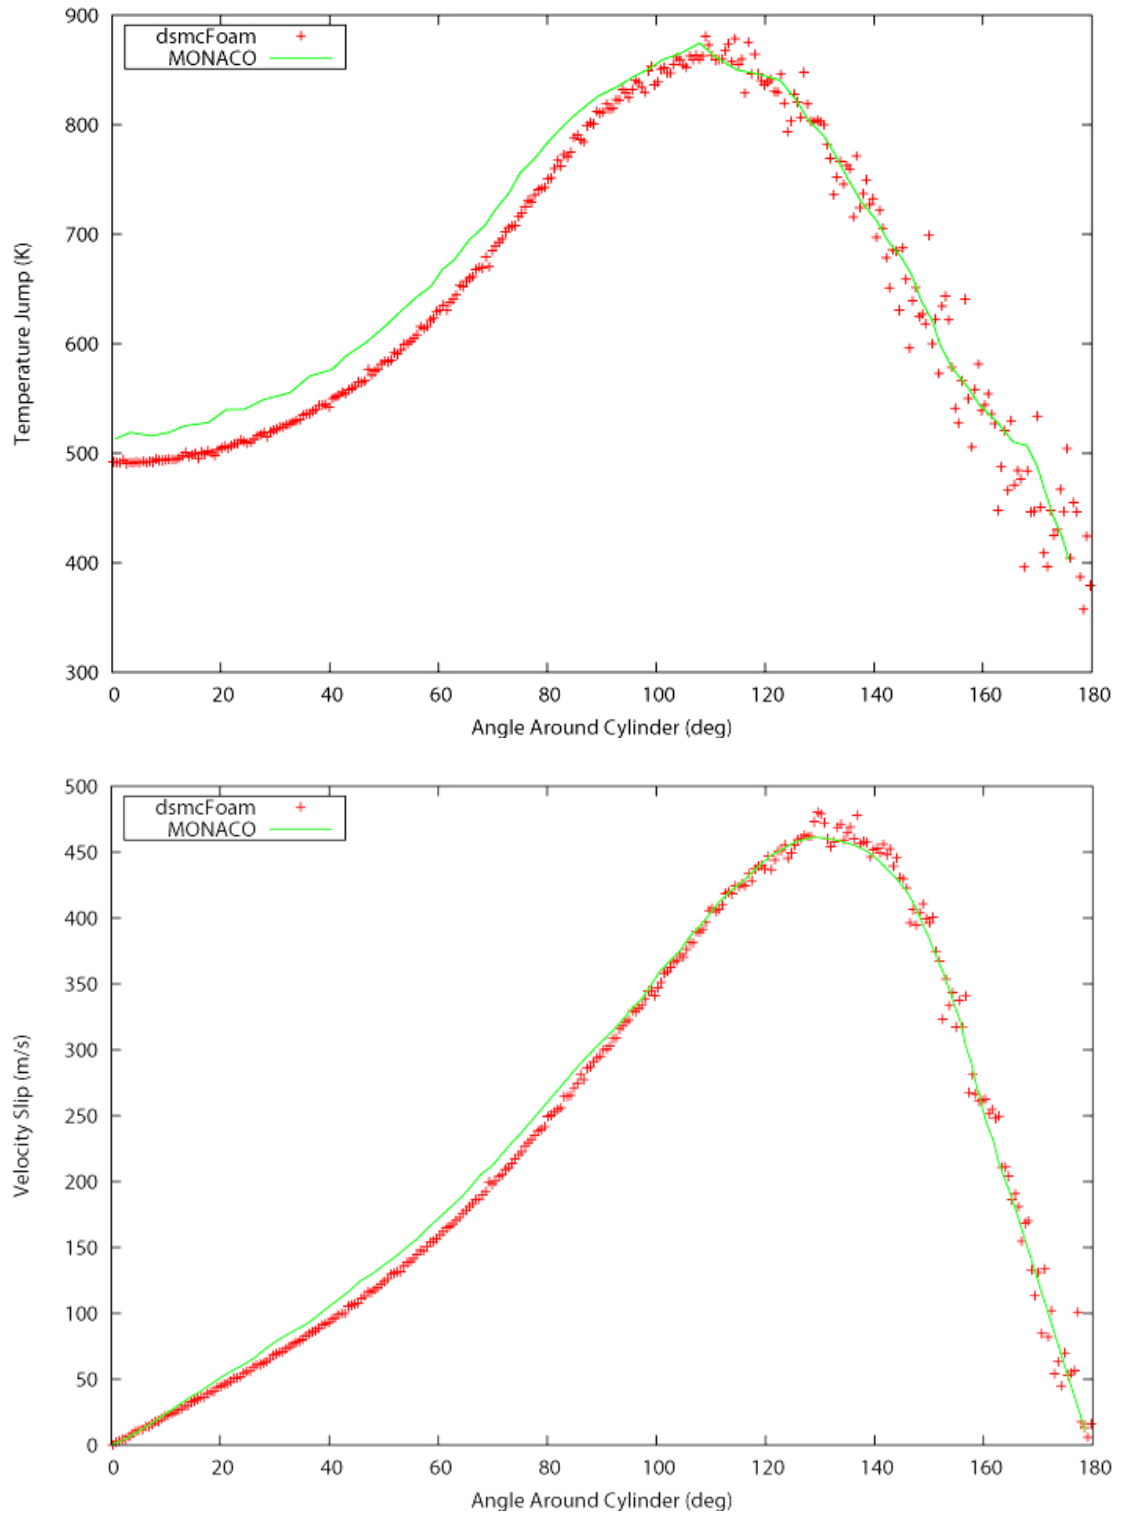 900
800
700
600
500
400
300
dsmcFoam
MONACO
Temperature Jump (K)
0 20 40 60 80 100 120 140 160 180
Angle Around Cylinder (deg)
500
450
400
350
300
250
200
150
100
50
0
dsmcFoam
MONACO
Velocity Slip (m/s)
0 20 40 60 80 100 120 140 160 180
Angle Around Cylinder (deg)